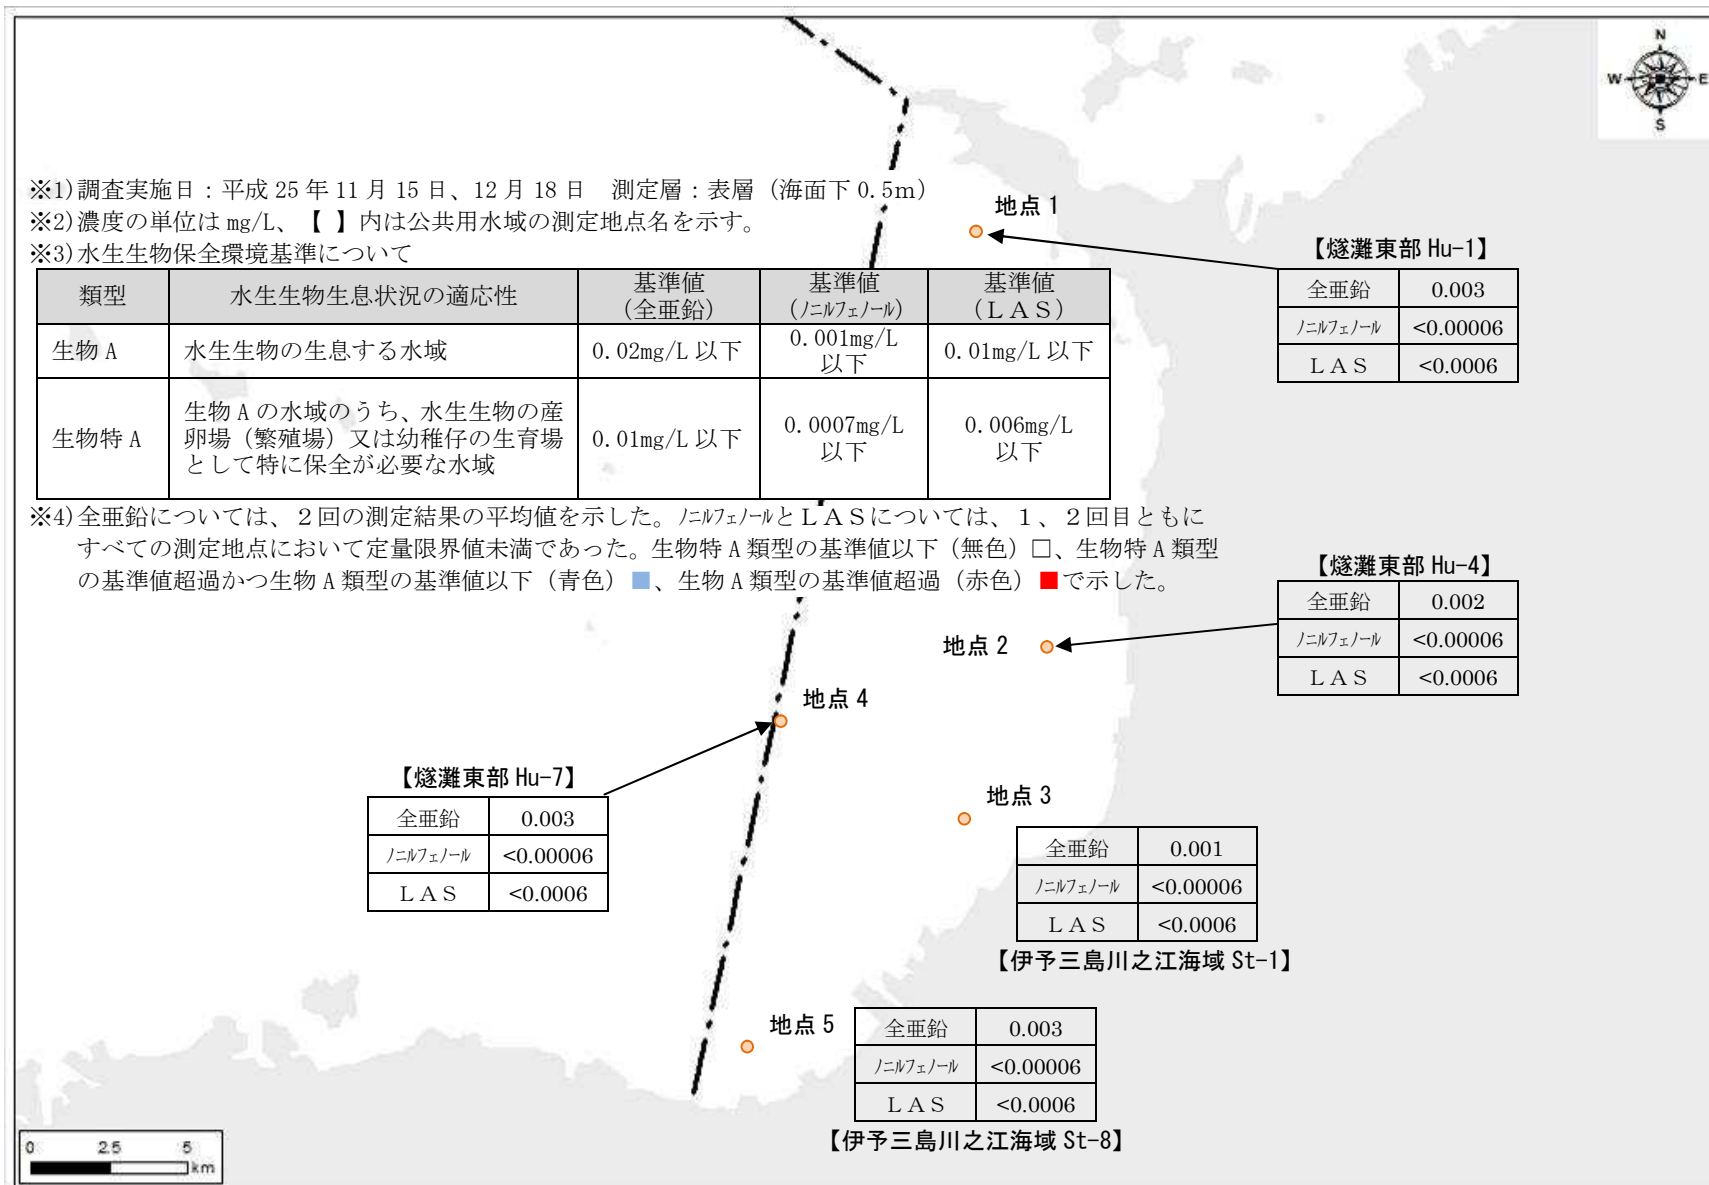 N
W
E
S
※1)調査実施日：平成 25 年 11 月 15 日、12 月 18 日　測定層：表層（海面下 0.5m）
※2)濃度の単位は mg/L、【 】内は公共用水域の測定地点名を示す。
※3)水生生物保全環境基準について
類型 水生生物生息状況の適応性 基準値（全亜鉛） 基準値（ﾉﾆﾙﾌｪﾉｰﾙ） 基準値（ＬＡＳ）
生物 A 水生生物の生息する水域 0.02mg/L 以下 0.001mg/L 以下 0.01mg/L 以下
生物特 A 生物 A の水域のうち、水生生物の産卵場（繁殖場）又は幼稚仔の生育場として特に保全が必要な水域 0.01mg/L 以下 0.0007mg/L 以下 0.006mg/L 以下
※4)全亜鉛については、２回の測定結果の平均値を示した。ﾉﾆﾙﾌｪﾉｰﾙとＬＡＳについては、１、２回目ともに
すべての測定地点において定量限界値未満であった。生物特 A 類型の基準値以下（無色）□、生物特 A 類型
の基準値超過かつ生物 A 類型の基準値以下（青色）■、生物 A 類型の基準値超過（赤色）■で示した。
地点 1
【燧灘東部 Hu-1】
全亜鉛 0.003
ﾉﾆﾙﾌｪﾉｰﾙ <0.00006
ＬＡＳ <0.0006
地点 2
【燧灘東部 Hu-4】
全亜鉛 0.002
ﾉﾆﾙﾌｪﾉｰﾙ <0.00006
ＬＡＳ <0.0006
地点 4
【燧灘東部 Hu-7】
全亜鉛 0.003
ﾉﾆﾙﾌｪﾉｰﾙ <0.00006
ＬＡＳ <0.0006
地点 3
全亜鉛 0.001
ﾉﾆﾙﾌｪﾉｰﾙ <0.00006
ＬＡＳ <0.0006
【伊予三島川之江海域 St-1】
地点 5
全亜鉛 0.003
ﾉﾆﾙﾌｪﾉｰﾙ <0.00006
ＬＡＳ <0.0006
【伊予三島川之江海域 St-8】
0 2.5 5
km